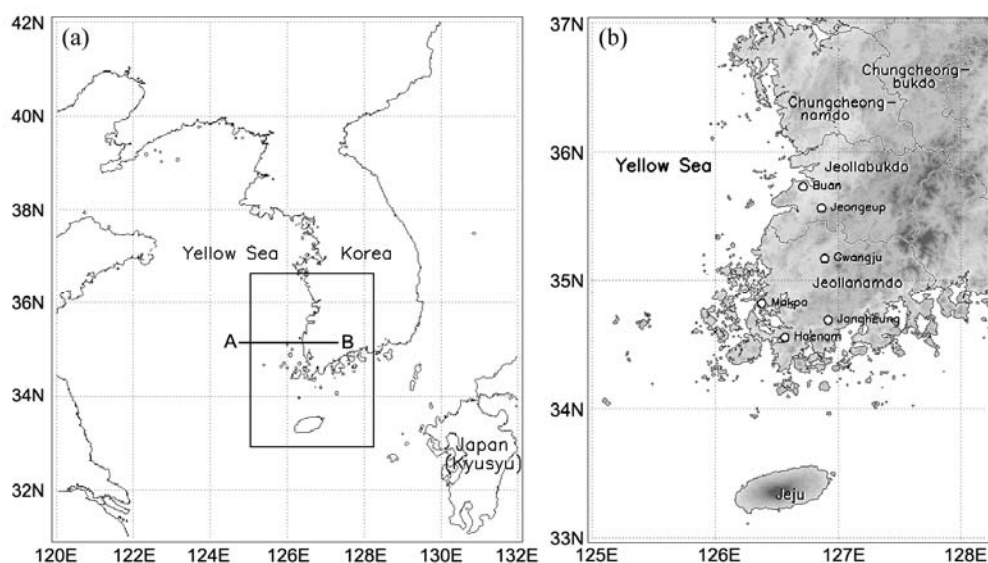 (a)
42N
40N
38N
36N
34N
32N
Yellow Sea
Korea
A
B
Japan
(Kyusyu)
120E
122E
124E
126E
128E
130E
132E
(b)
37N
36N
35N
34N
33N
Chungcheong-
bukdo
Chungcheong-
namdo
Yellow Sea
Jeollabukdo
Buan
Jeongeup
Gwangju
Jeollanamdo
Mokpo
Jangheung
Haenam
Jeju
125E
126E
127E
128E